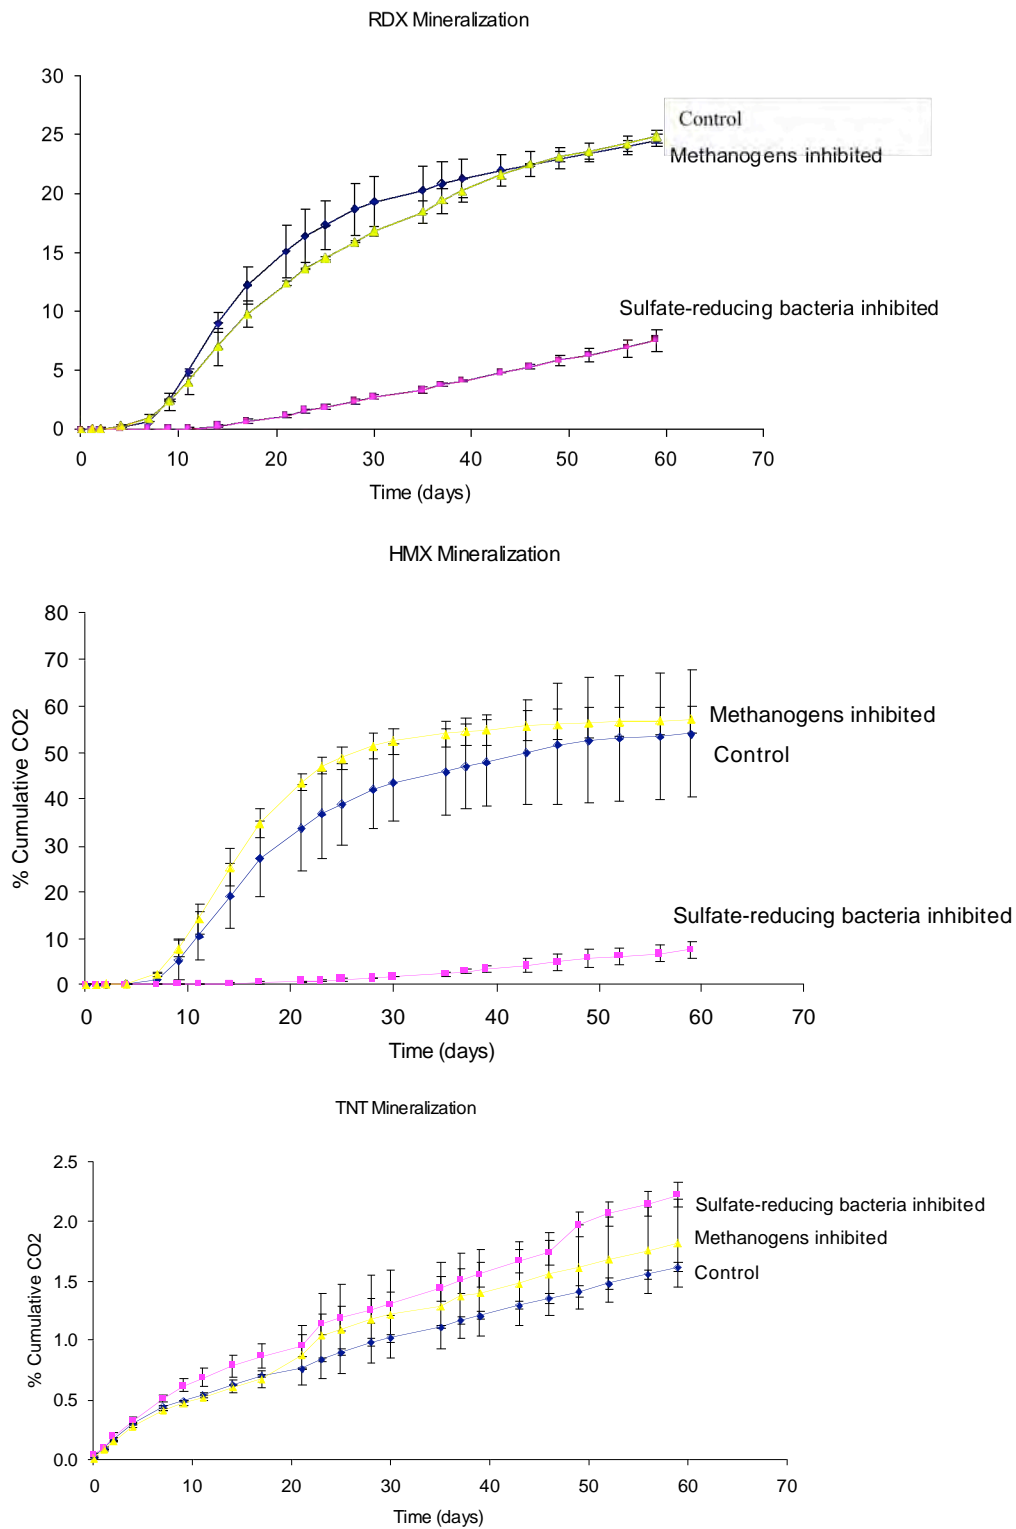 RDX Mineralization
30
25
20
15
10
5
0
Control
Methanogens inhibited
Sulfate-reducing bacteria inhibited
0 10 20 30 40 50 60 70
Time (days)
HMX Mineralization
% Cumulative CO2
80
70
60
50
40
30
20
10
0
Methanogens inhibited
Control
Sulfate-reducing bacteria inhibited
0 10 20 30 40 50 60 70
Time (days)
TNT Mineralization
% Cumulative CO2
2.5
2.0
1.5
1.0
0.5
0.0
Sulfate-reducing bacteria inhibited
Methanogens inhibited
Control
0 10 20 30 40 50 60 70
Time (days)